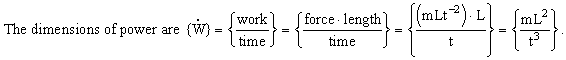 The dimensions of power are {Ẇ} = {work/time} = {force · length/time} = {(mLt⁻²) · L/t} = {mL²/t³}.